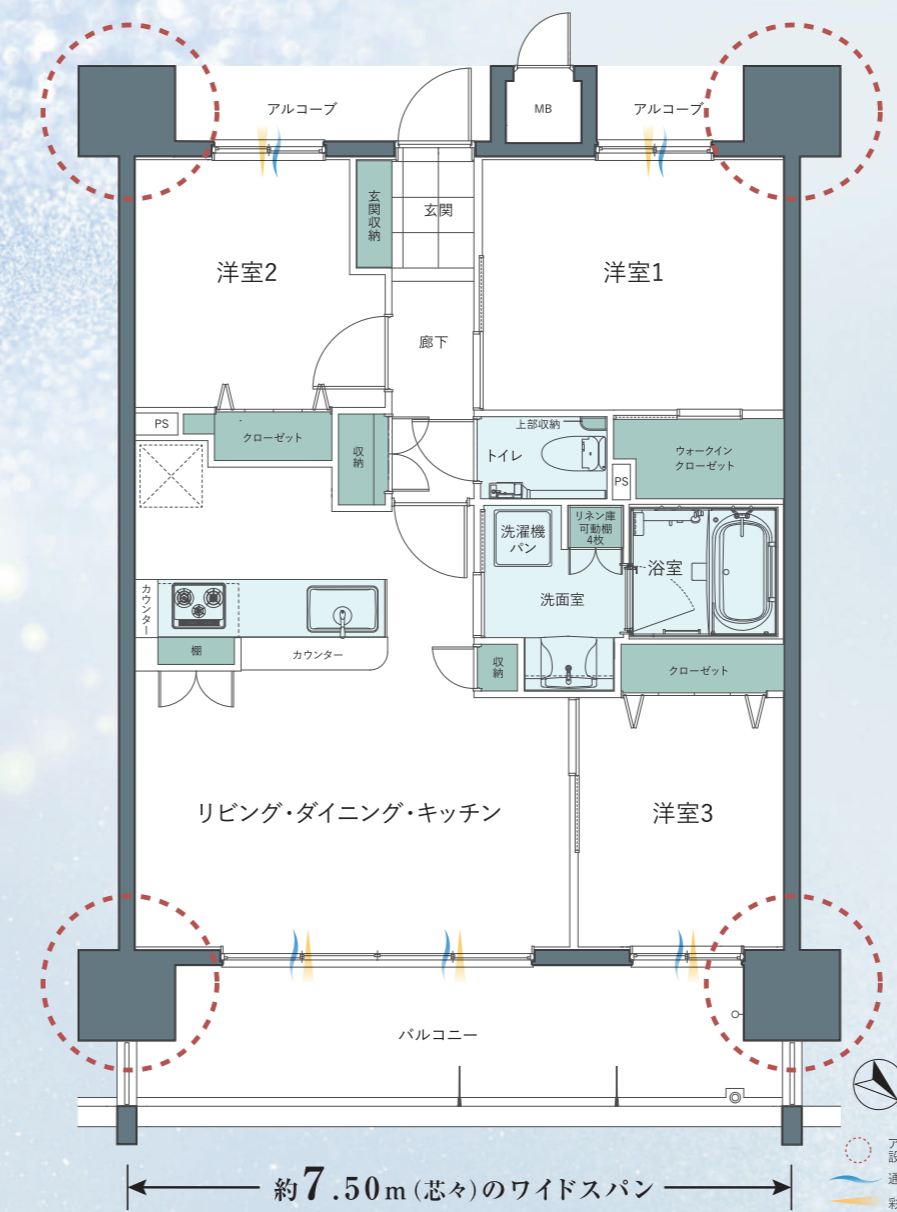 アルコーブ
MB
アルコーブ
玄関収納
玄関
洋室2
洋室1
廊下
PS
クローゼット
収納
上部収納
トイレ
PS
ウォークイン
クローゼット
洗濯機
パン
リネン庫
可動棚
4枚
浴室
洗面室
カウンター
棚
カウンター
収納
クローゼット
リビング・ダイニング・キッチン
洋室3
バルコニー
ア
設
通
彩
約7.50m(芯々)のワイドスパン